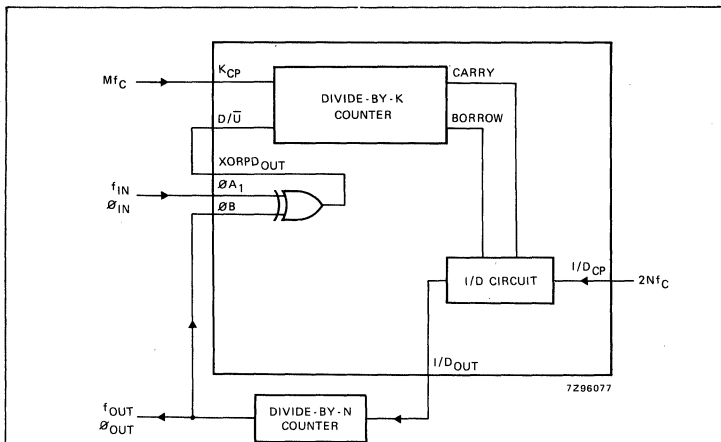 Mf_C
K_CP
DIVIDE-BY-K
COUNTER
CARRY
BORROW
D/U̅
XORPD_OUT
f_IN
ø_IN
øA_1
øB
I/D CIRCUIT
I/D_CP
2Nf_C
I/D_OUT
7Z96077
f_OUT
ø_OUT
DIVIDE-BY-N
COUNTER